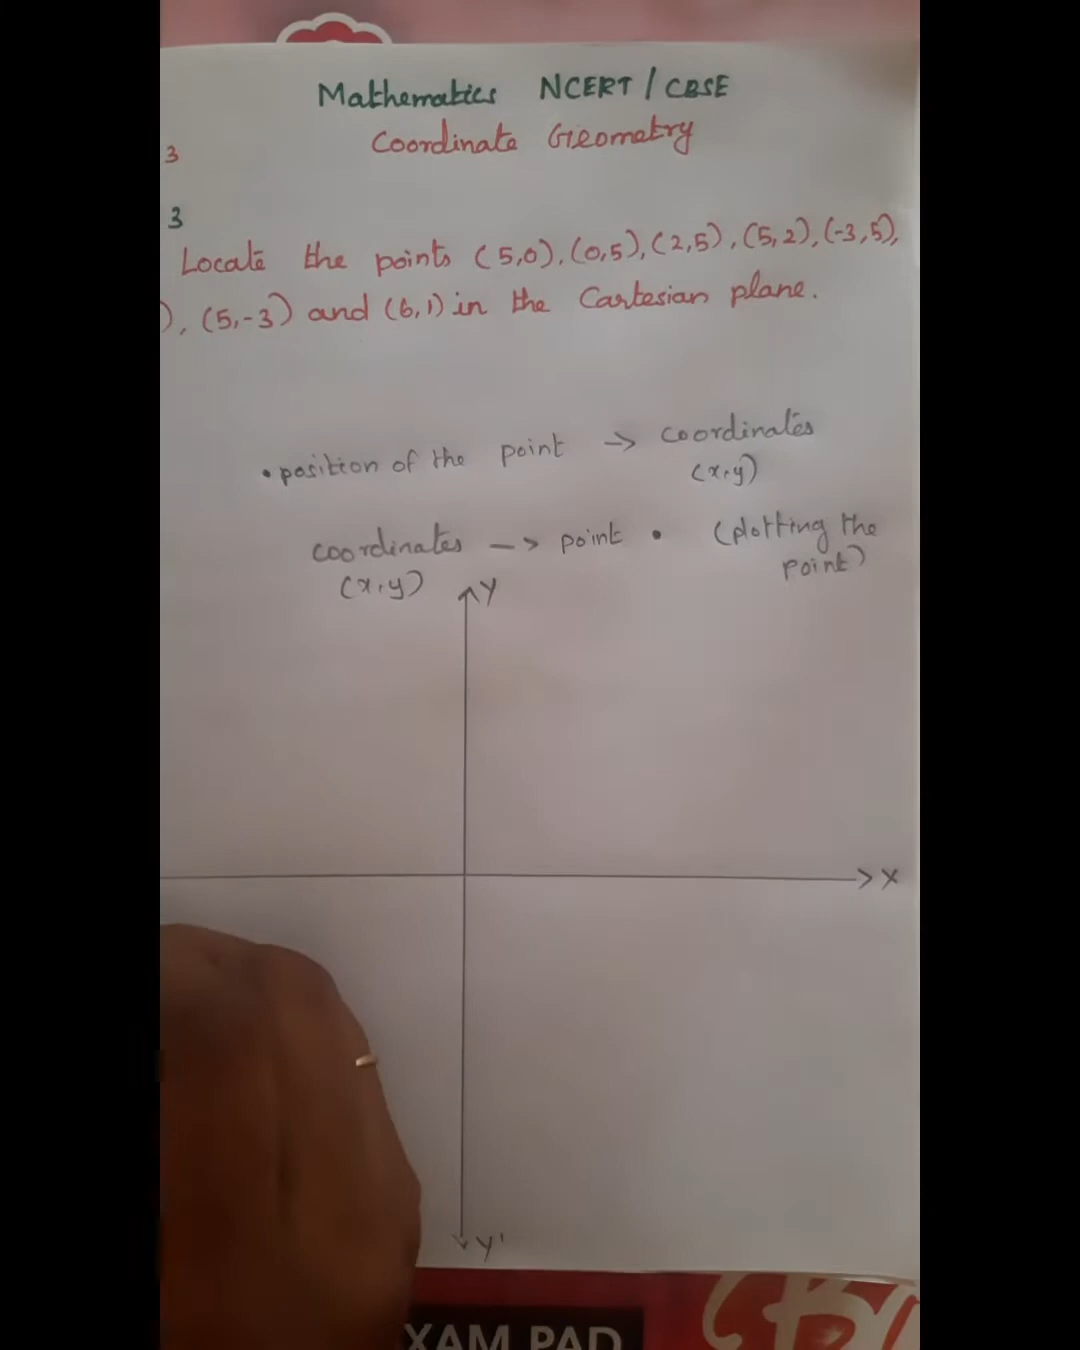 Mathematics NCERT / CBSE
Coordinate Geometry
3
3
Locate the points (5,0), (0,5), (2,5), (5,2), (-3,5),
), (5,-3) and (6,1) in the Cartesian plane.
• position of the point -> coordinates
(x,y)
coordinates -> point • (plotting the
point)
(x,y)
Y
X
Y'
XAM PAD